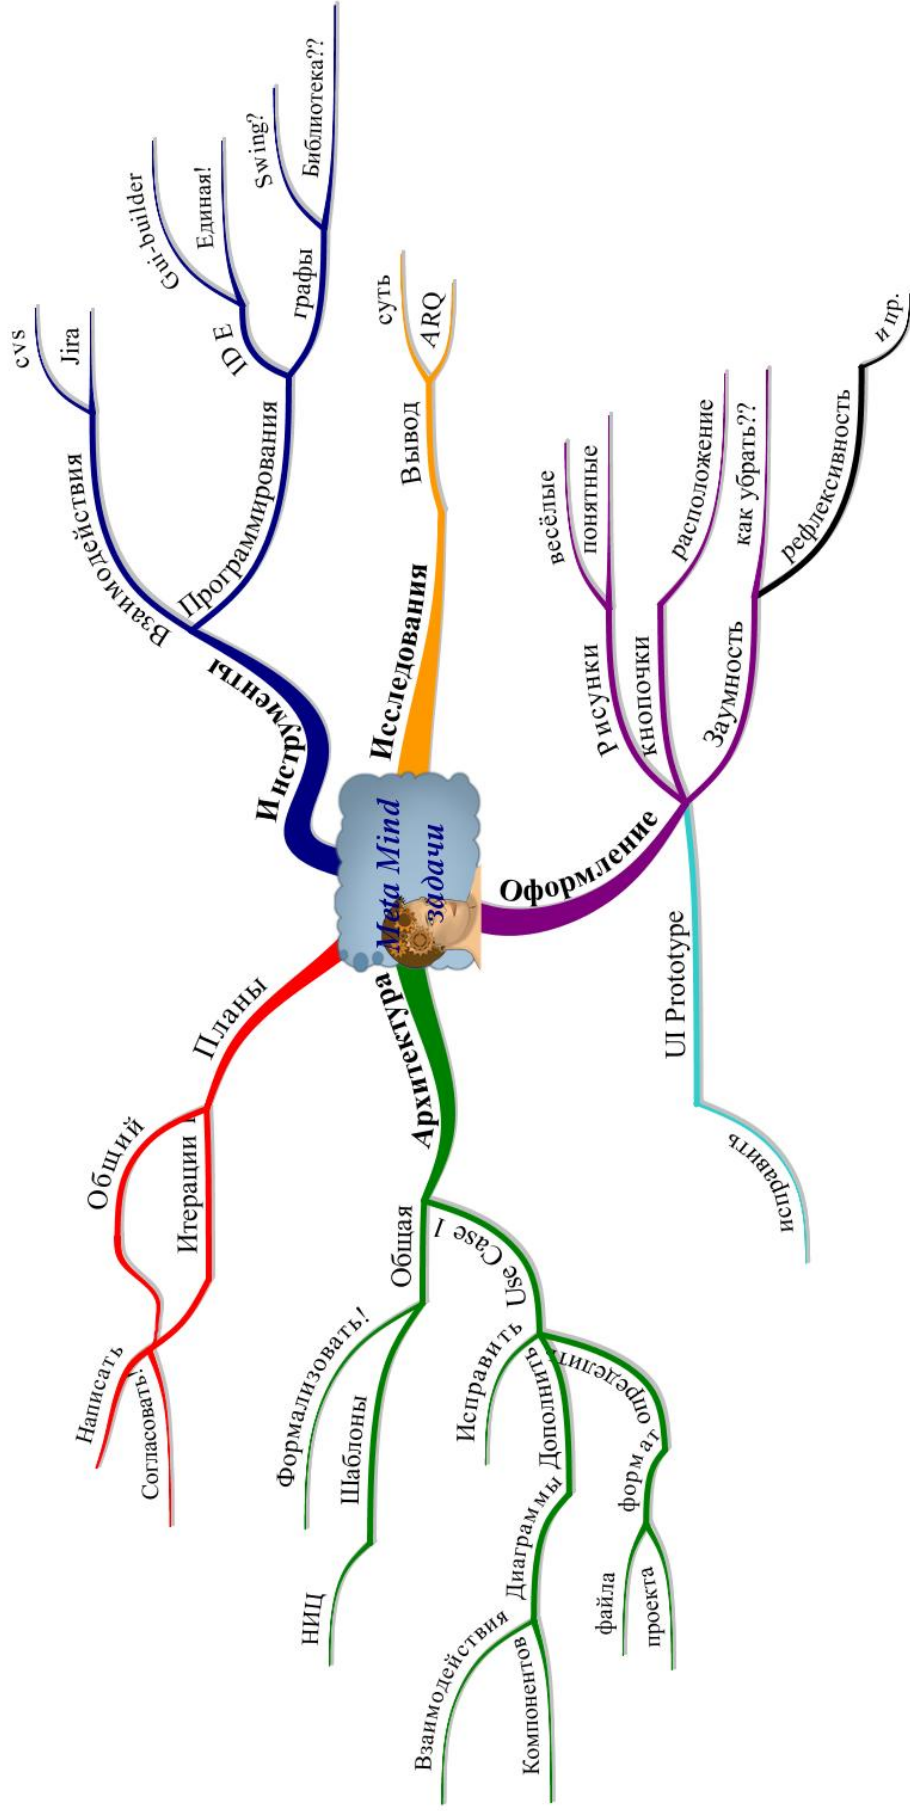 Meta Mind
задачи
Инструменты
Взаимодействия
cvs
Jira
Программирования
IDE
Gui-builder
Единая!
графы
Swing?
Библиотека??
Исследования
Вывод
суть
ARQ
Оформление
Рисунки
весёлые
понятные
кнопочки
расположение
Заумность
как убрать??
рефлексивность
и пр.
UI Prototype
исправить
Архитектура
Общая
Формализовать!
Шаблоны
НИЦ
Use Case 1
Исправить
Дополнить
Диаграммы
Взаимодействия
Компонентов
определить
формат
файла
проекта
Планы
Общий
Итерации
Написать
Согласовать!